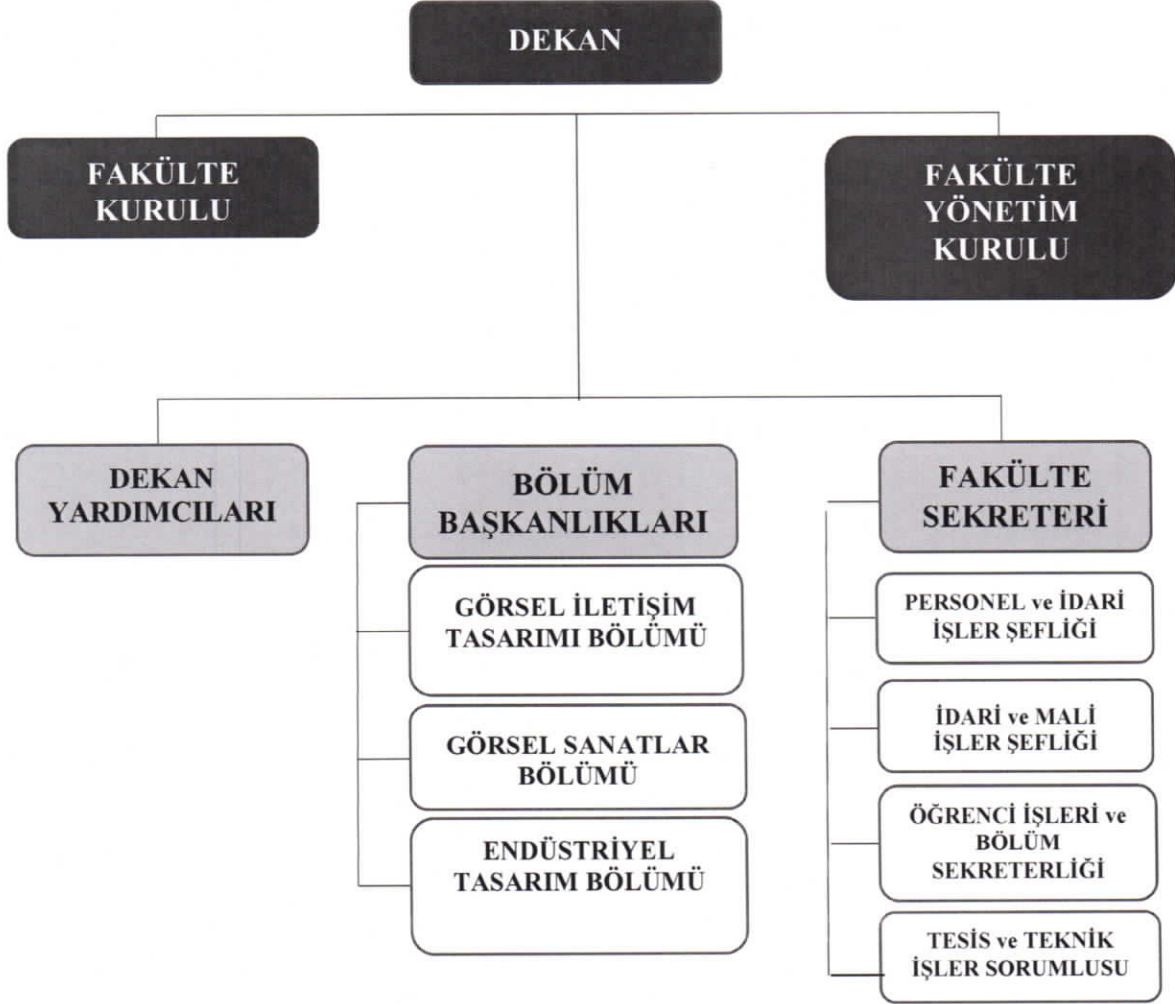 DEKAN
FAKÜLTE
KURULU
FAKÜLTE
YÖNETİM
KURULU
DEKAN
YARDIMCILARI
BÖLÜM
BAŞKANLIKLARI
GÖRSEL İLETİŞİM
TASARIMI BÖLÜMÜ
GÖRSEL SANATLAR
BÖLÜMÜ
ENDÜSTRİYEL
TASARIM BÖLÜMÜ
FAKÜLTE
SEKRETERİ
PERSONEL ve İDARİ
İŞLER ŞEFLİĞİ
İDARİ ve MALİ
İŞLER ŞEFLİĞİ
ÖĞRENCİ İŞLERİ ve
BÖLÜM
SEKRETERLİĞİ
TESİS ve TEKNİK
İŞLER SORUMLUSU